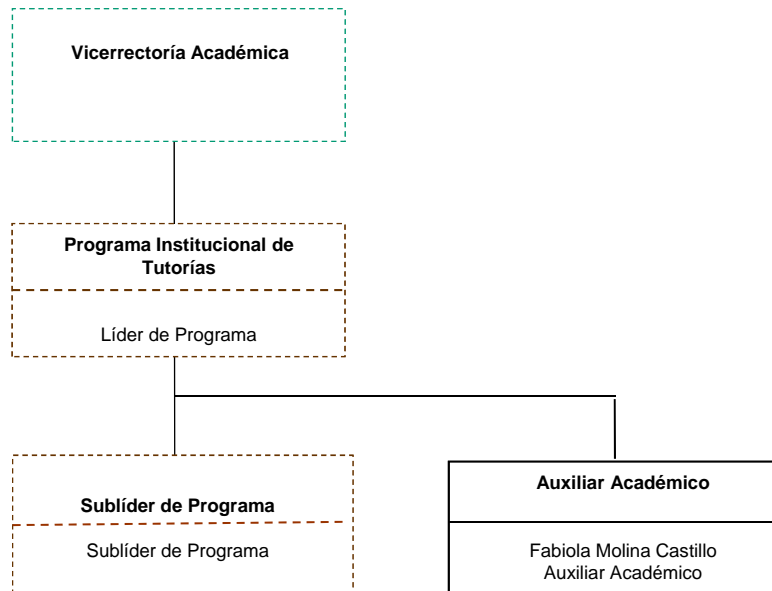 Vicerrectoría Académica
Programa Institucional de
Tutorías
Líder de Programa
Sublíder de Programa
Sublíder de Programa
Auxiliar Académico
Fabiola Molina Castillo
Auxiliar Académico